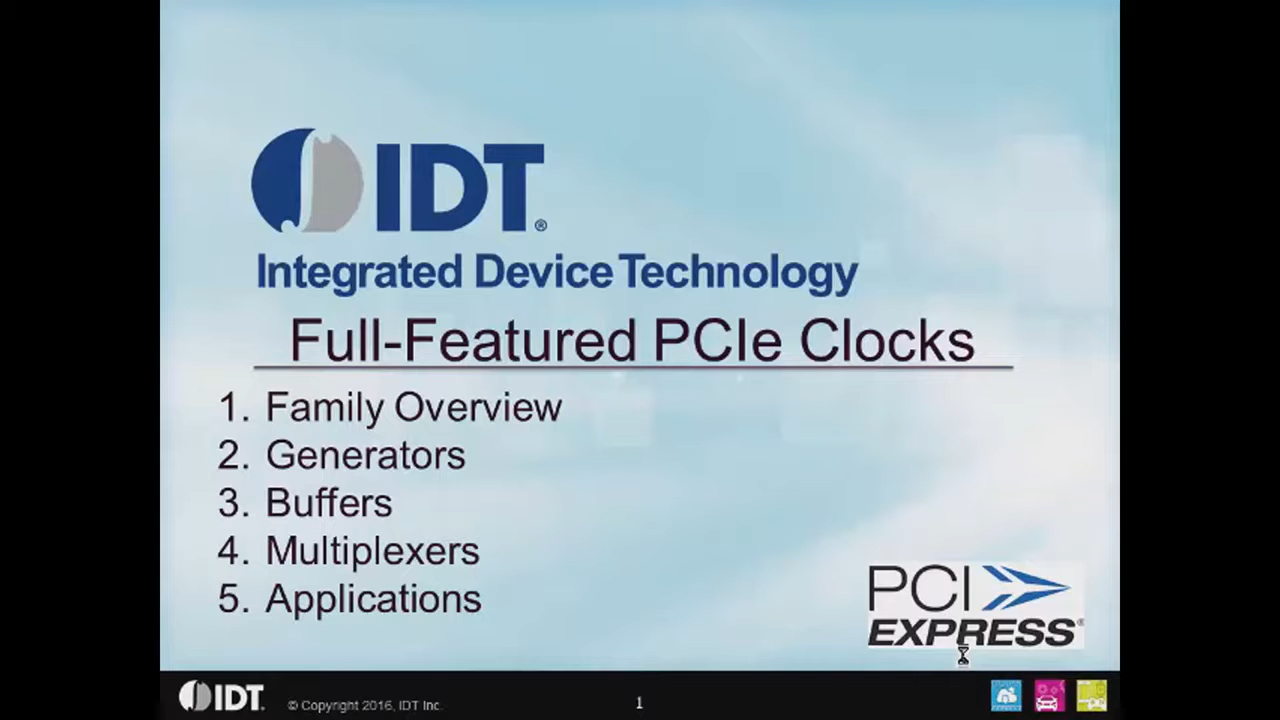 IDT®
Integrated Device Technology
Full-Featured PCIe Clocks
1. Family Overview
2. Generators
3. Buffers
4. Multiplexers
5. Applications
PCI
EXPRESS®
IDT. © Copyright 2016, IDT Inc. 1